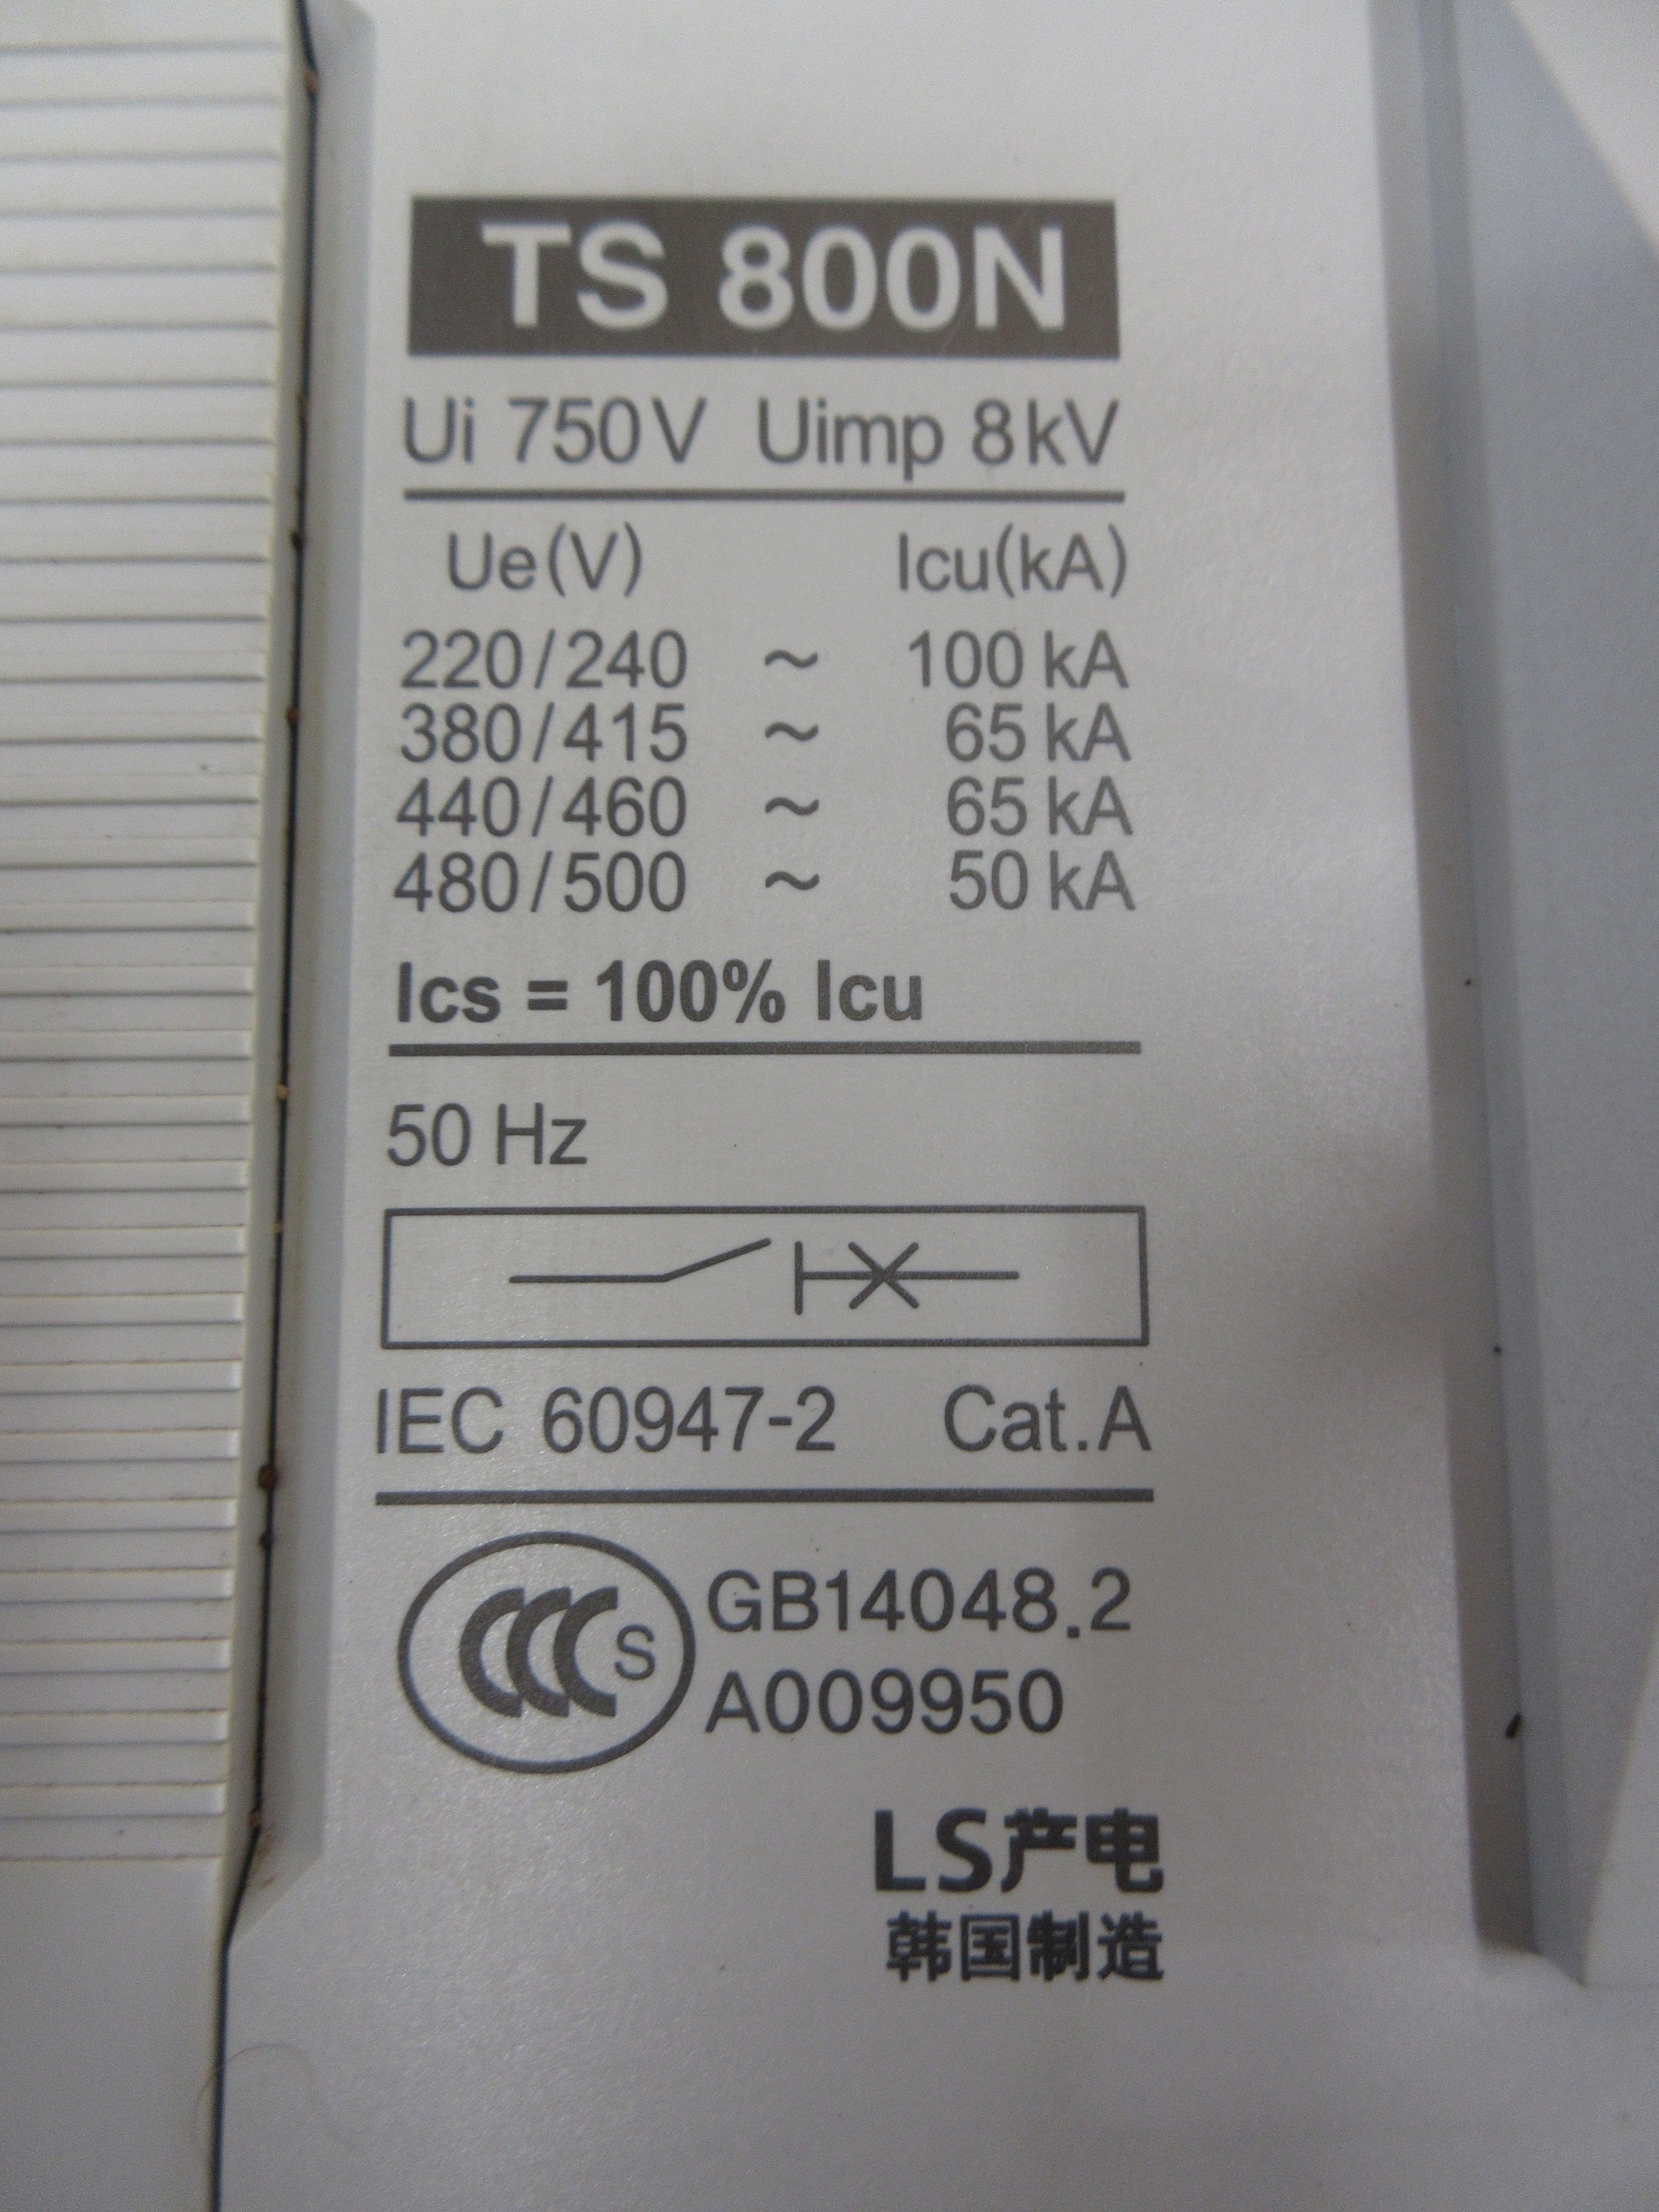 TS 800N
Ui 750V Uimp 8kV
Ue(V) Icu(kA)
220/240 ~ 100 kA
380/415 ~ 65 kA
440/460 ~ 65 kA
480/500 ~ 50 kA
Ics = 100% Icu
50 Hz
IEC 60947-2 Cat.A
CCC S GB14048.2
A009950
LS产电
韩国制造